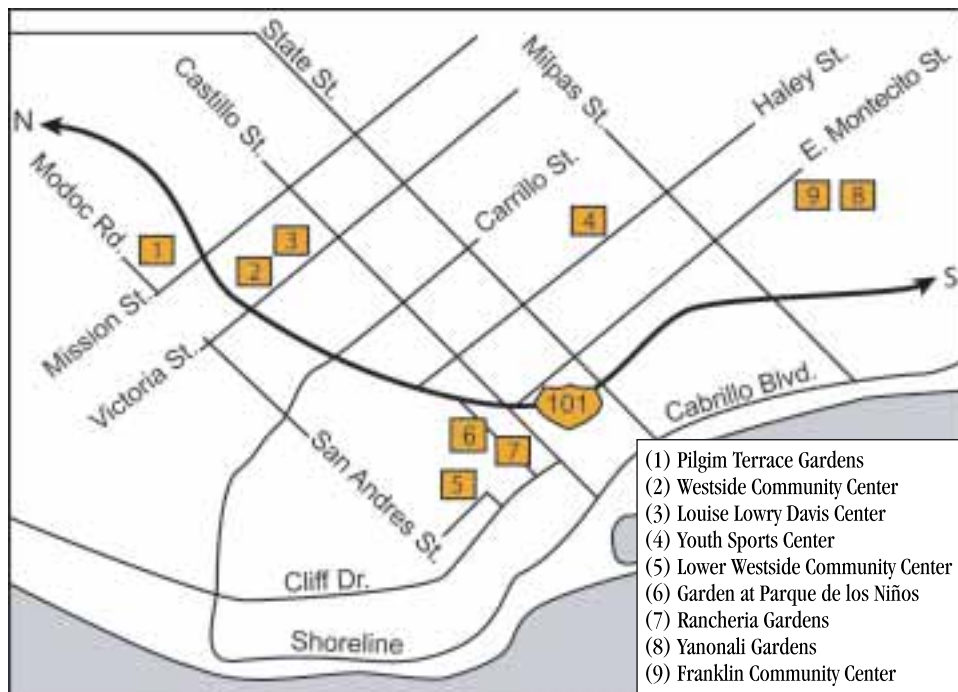 State St.
Milpas St.
Castillo St.
Haley St.
E. Montecito St.
N
Modoc Rd.
Carrillo St.
1
2
3
4
9
8
S
Mission St.
Victoria St.
101
Cabrillo Blvd.
6
7
5
San Andres St.
Cliff Dr.
Shoreline
(1) Pilgim Terrace Gardens
(2) Westside Community Center
(3) Louise Lowry Davis Center
(4) Youth Sports Center
(5) Lower Westside Community Center
(6) Garden at Parque de los Niños
(7) Rancheria Gardens
(8) Yanonali Gardens
(9) Franklin Community Center